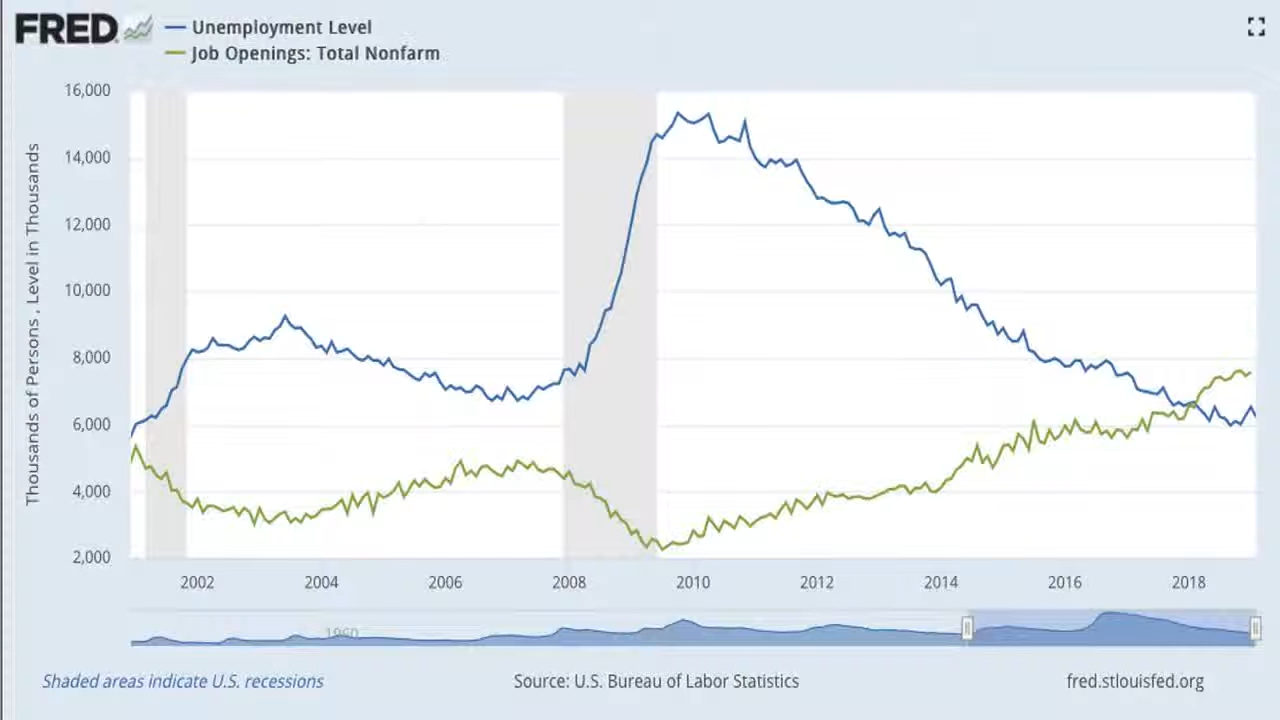 FRED
Unemployment Level
Job Openings: Total Nonfarm
Thousands of Persons , Level in Thousands
16,000
14,000
12,000
10,000
8,000
6,000
4,000
2,000
2002 2004 2006 2008 2010 2012 2014 2016 2018
1960
Shaded areas indicate U.S. recessions Source: U.S. Bureau of Labor Statistics fred.stlouisfed.org